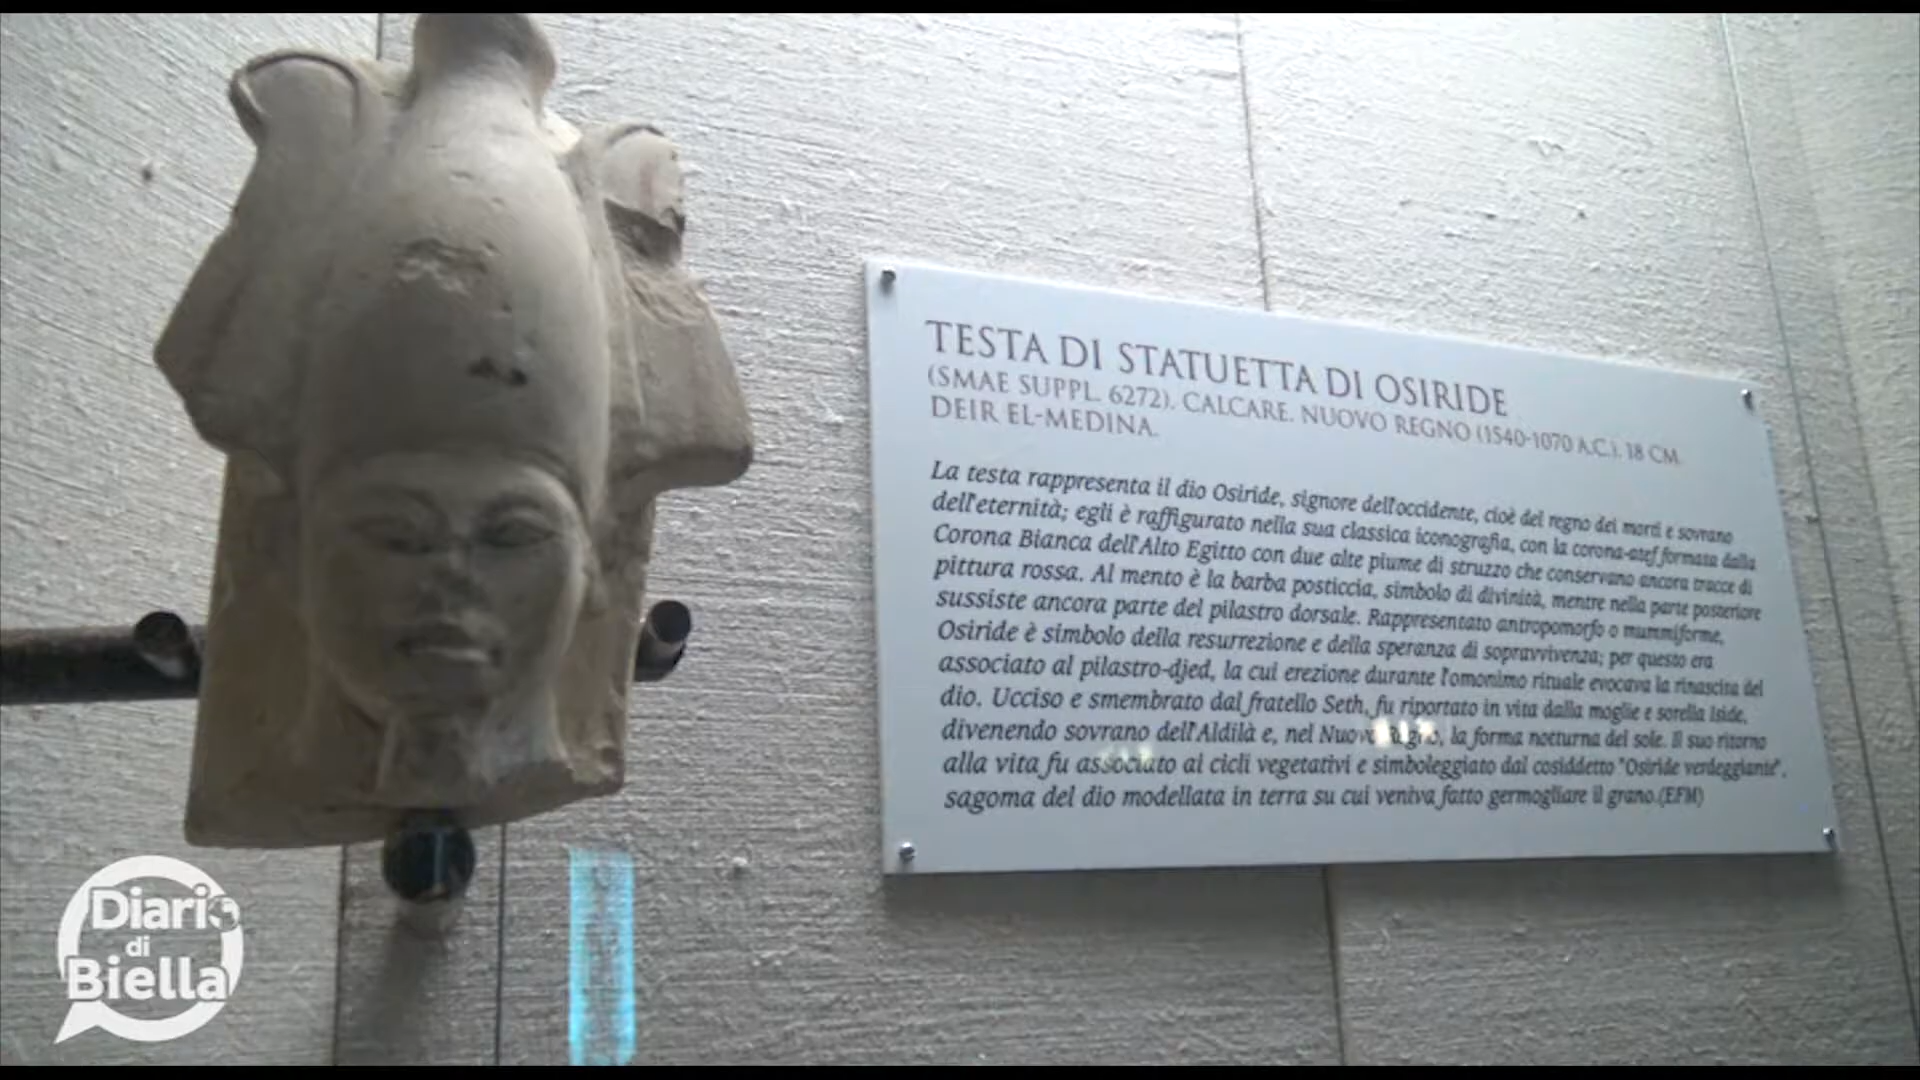 TESTA DI STATUETTA DI OSIRIDE
(SMAE SUPPL. 6272). CALCARE. NUOVO REGNO (1540-1070 A.C.). 18 CM.
DEIR EL-MEDINA.
La testa rappresenta il dio Osiride, signore dell'occidente, cioè del regno dei morti e sovrano
dell'eternità; egli è raffigurato nella sua classica iconografia, con la corona-atef formata dalla
Corona Bianca dell'Alto Egitto con due alte piume di struzzo che conservano ancora tracce di
pittura rossa. Al mento è la barba posticcia, simbolo di divinità, mentre nella parte posteriore
sussiste ancora parte del pilastro dorsale. Rappresentato antropomorfo o mummiforme,
Osiride è simbolo della resurrezione e della speranza di sopravvivenza; per questo era
associato al pilastro-djed, la cui erezione durante l'omonimo rituale evocava la rinascita del
dio. Ucciso e smembrato dal fratello Seth, fu riportato in vita dalla moglie e sorella Iside,
divenendo sovrano dell'Aldilà e, nel Nuovo Regno, la forma notturna del sole. Il suo ritorno
alla vita fu associato ai cicli vegetativi e simboleggiato dal cosiddetto "Osiride verdeggiante",
sagoma del dio modellata in terra su cui veniva fatto germogliare il grano.(EFM)
Diario
di
Biella